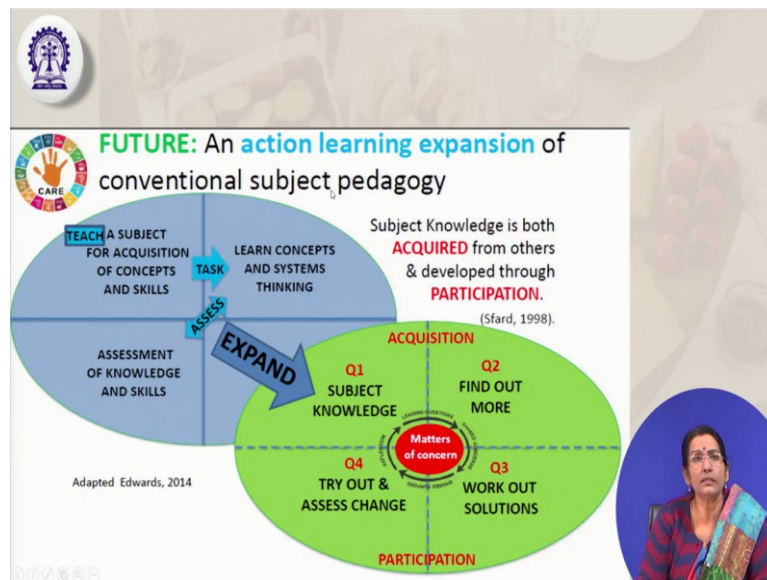 FUTURE: An action learning expansion of
conventional subject pedagogy
CARE
TEACH A SUBJECT
FOR ACQUISITION
OF CONCEPTS
AND SKILLS
TASK
LEARN CONCEPTS
AND SYSTEMS
THINKING
ASSESS
ASSESSMENT
OF KNOWLEDGE
AND SKILLS
EXPAND
Subject Knowledge is both
ACQUIRED from others
& developed through
PARTICIPATION.
(Sfard, 1998).
ACQUISITION
Q1
SUBJECT
KNOWLEDGE
Q2
FIND OUT
MORE
LEADING QUESTIONS
Matters
of concern
Q4
TRY OUT &
ASSESS CHANGE
Q3
WORK OUT
SOLUTIONS
PARTICIPATION
Adapted Edwards, 2014